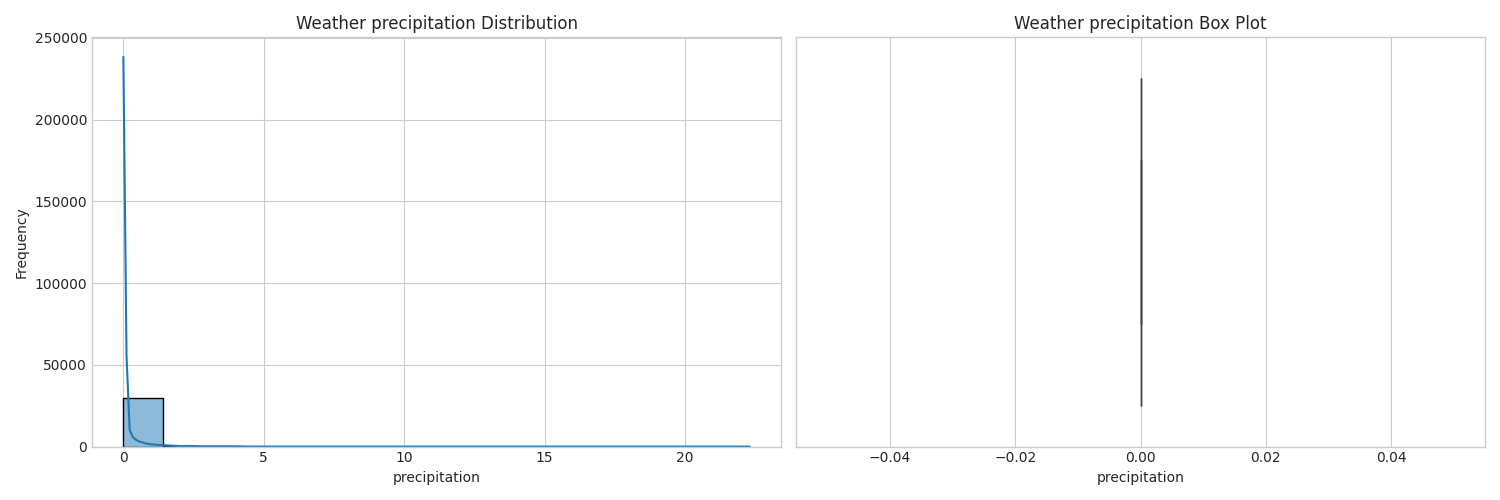 Weather precipitation Distribution
Weather precipitation Box Plot
250000
200000
150000
100000
50000
0
Frequency
0 5 10 15 20
precipitation
−0.04 −0.02 0.00 0.02 0.04
precipitation